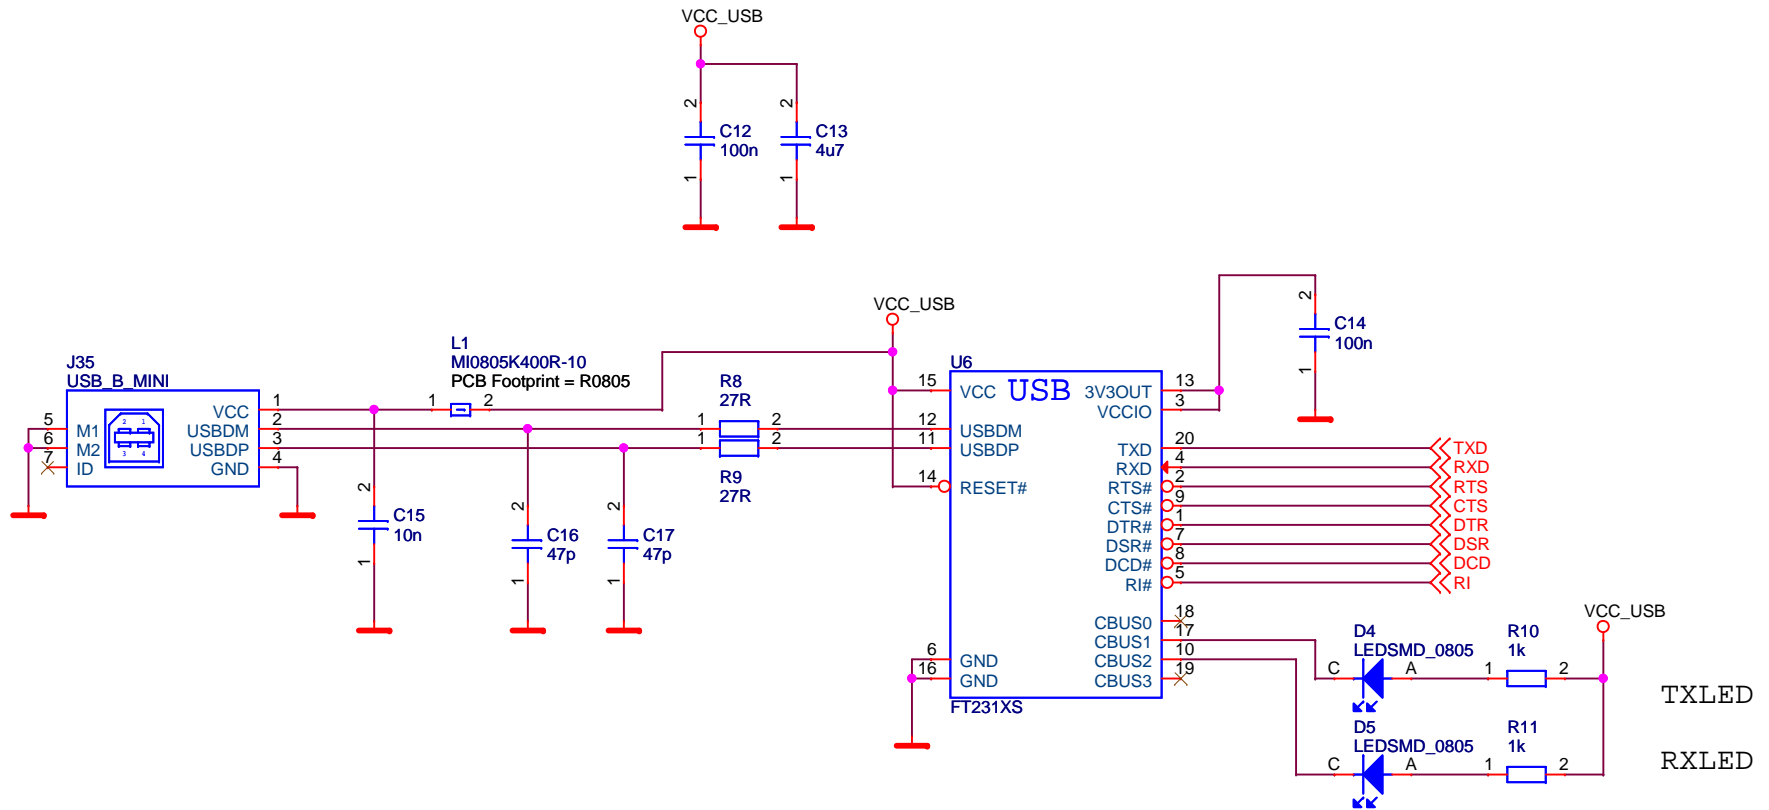 VCC_USB
2
C12
100n
1
2
C13
4u7
1
J35
USB_B_MINI
5
6
7
M1
M2
ID
2 1
3 4
VCC
USBDM
USBDP
GND
1
2
3
4
L1
MI0805K400R-10
PCB Footprint = R0805
1
2
2
C15
10n
1
2
C16
47p
1
2
C17
47p
1
R8
27R
1
2
1
2
R9
27R
VCC_USB
U6
USB
15
VCC
12
USBDM
11
USBDP
14
RESET#
6
GND
16
GND
FT231XS
3V3OUT
13
VCCIO
3
TXD
20
RXD
4
RTS#
2
CTS#
9
DTR#
1
DSR#
7
DCD#
8
RI#
5
CBUS0
18
CBUS1
17
CBUS2
10
CBUS3
19
2
C14
100n
1
TXD
RXD
RTS
CTS
DTR
DSR
DCD
RI
VCC_USB
D4
LEDSMD_0805
C
A
R10
1k
1
2
TXLED
D5
LEDSMD_0805
C
A
R11
1k
1
2
RXLED